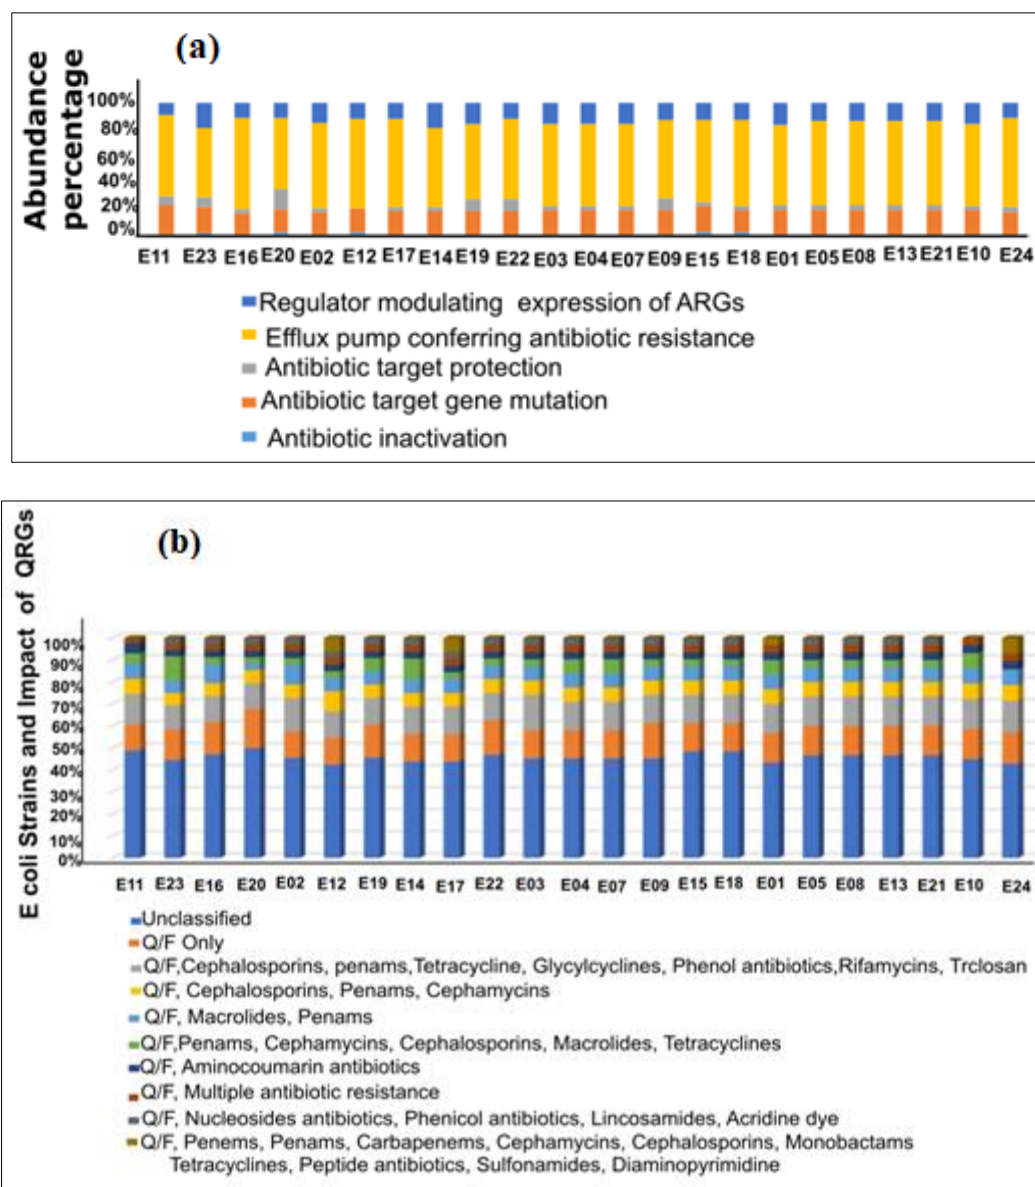 (a)
Abundance
percentage
100%
80%
60%
40%
20%
0%
E11 E23 E16 E20 E02 E12 E17 E14 E19 E22 E03 E04 E07 E09 E15 E18 E01 E05 E08 E13 E21 E10 E24
Regulator modulating expression of ARGs
Efflux pump conferring antibiotic resistance
Antibiotic target protection
Antibiotic target gene mutation
Antibiotic inactivation
(b)
E coli Strains and Impact of QRGs
100%
90%
80%
70%
60%
50%
40%
30%
20%
10%
0%
E11 E23 E16 E20 E02 E12 E19 E14 E17 E22 E03 E04 E07 E09 E15 E18 E01 E05 E08 E13 E21 E10 E24
Unclassified
Q/F Only
Q/F,Cephalosporins, penams,Tetracycline, Glycylcyclines, Phenol antibiotics,Rifamycins, Trclosan
Q/F, Cephalosporins, Penams, Cephamycins
Q/F, Macrolides, Penams
Q/F,Penams, Cephamycins, Cephalosporins, Macrolides, Tetracyclines
Q/F, Aminocoumarin antibiotics
Q/F, Multiple antibiotic resistance
Q/F, Nucleosides antibiotics, Phenicol antibiotics, Lincosamides, Acridine dye
Q/F, Penems, Penams, Carbapenems, Cephamycins, Cephalosporins, Monobactams
Tetracyclines, Peptide antibiotics, Sulfonamides, Diaminopyrimidine